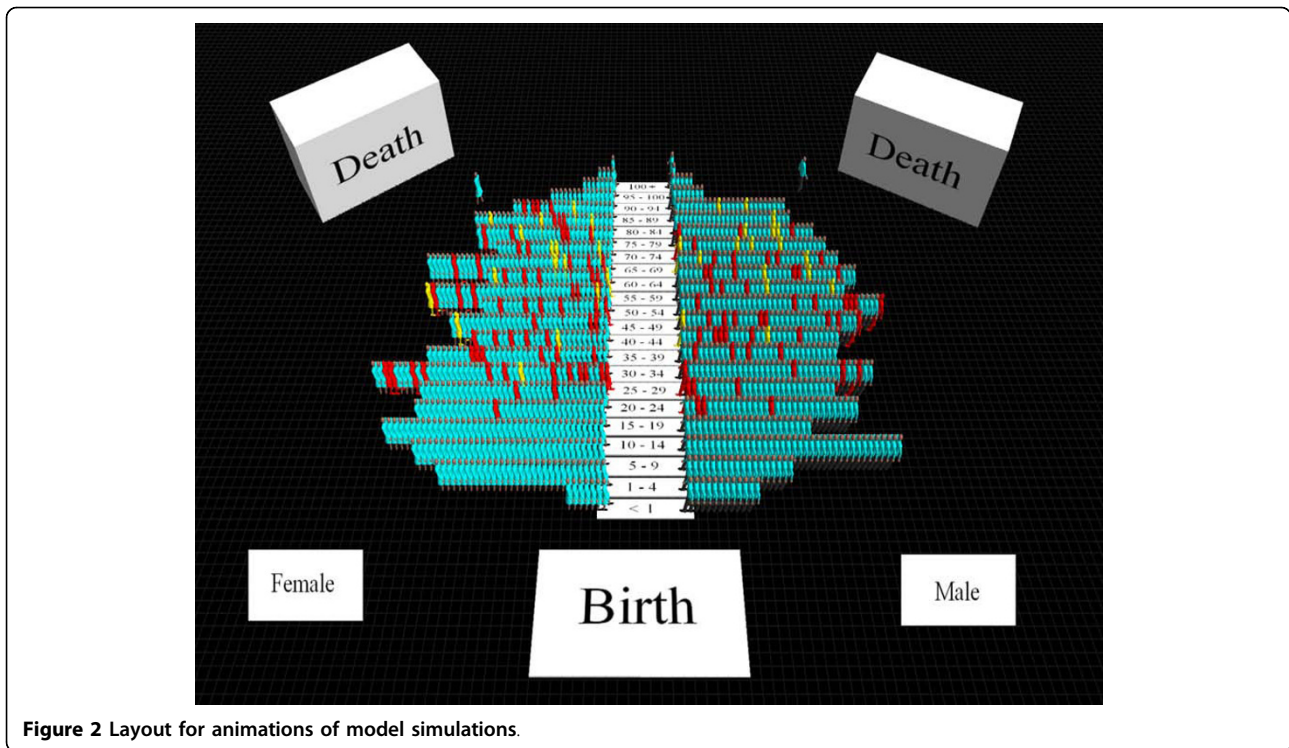 Death
Death
100 +
95 - 100
90 - 94
85 - 89
80 - 84
75 - 79
70 - 74
65 - 69
60 - 64
55 - 59
50 - 54
45 - 49
40 - 44
35 - 39
30 - 34
25 - 29
20 - 24
15 - 19
10 - 14
5 - 9
1 - 4
< 1
Female
Birth
Male
Figure 2 Layout for animations of model simulations.